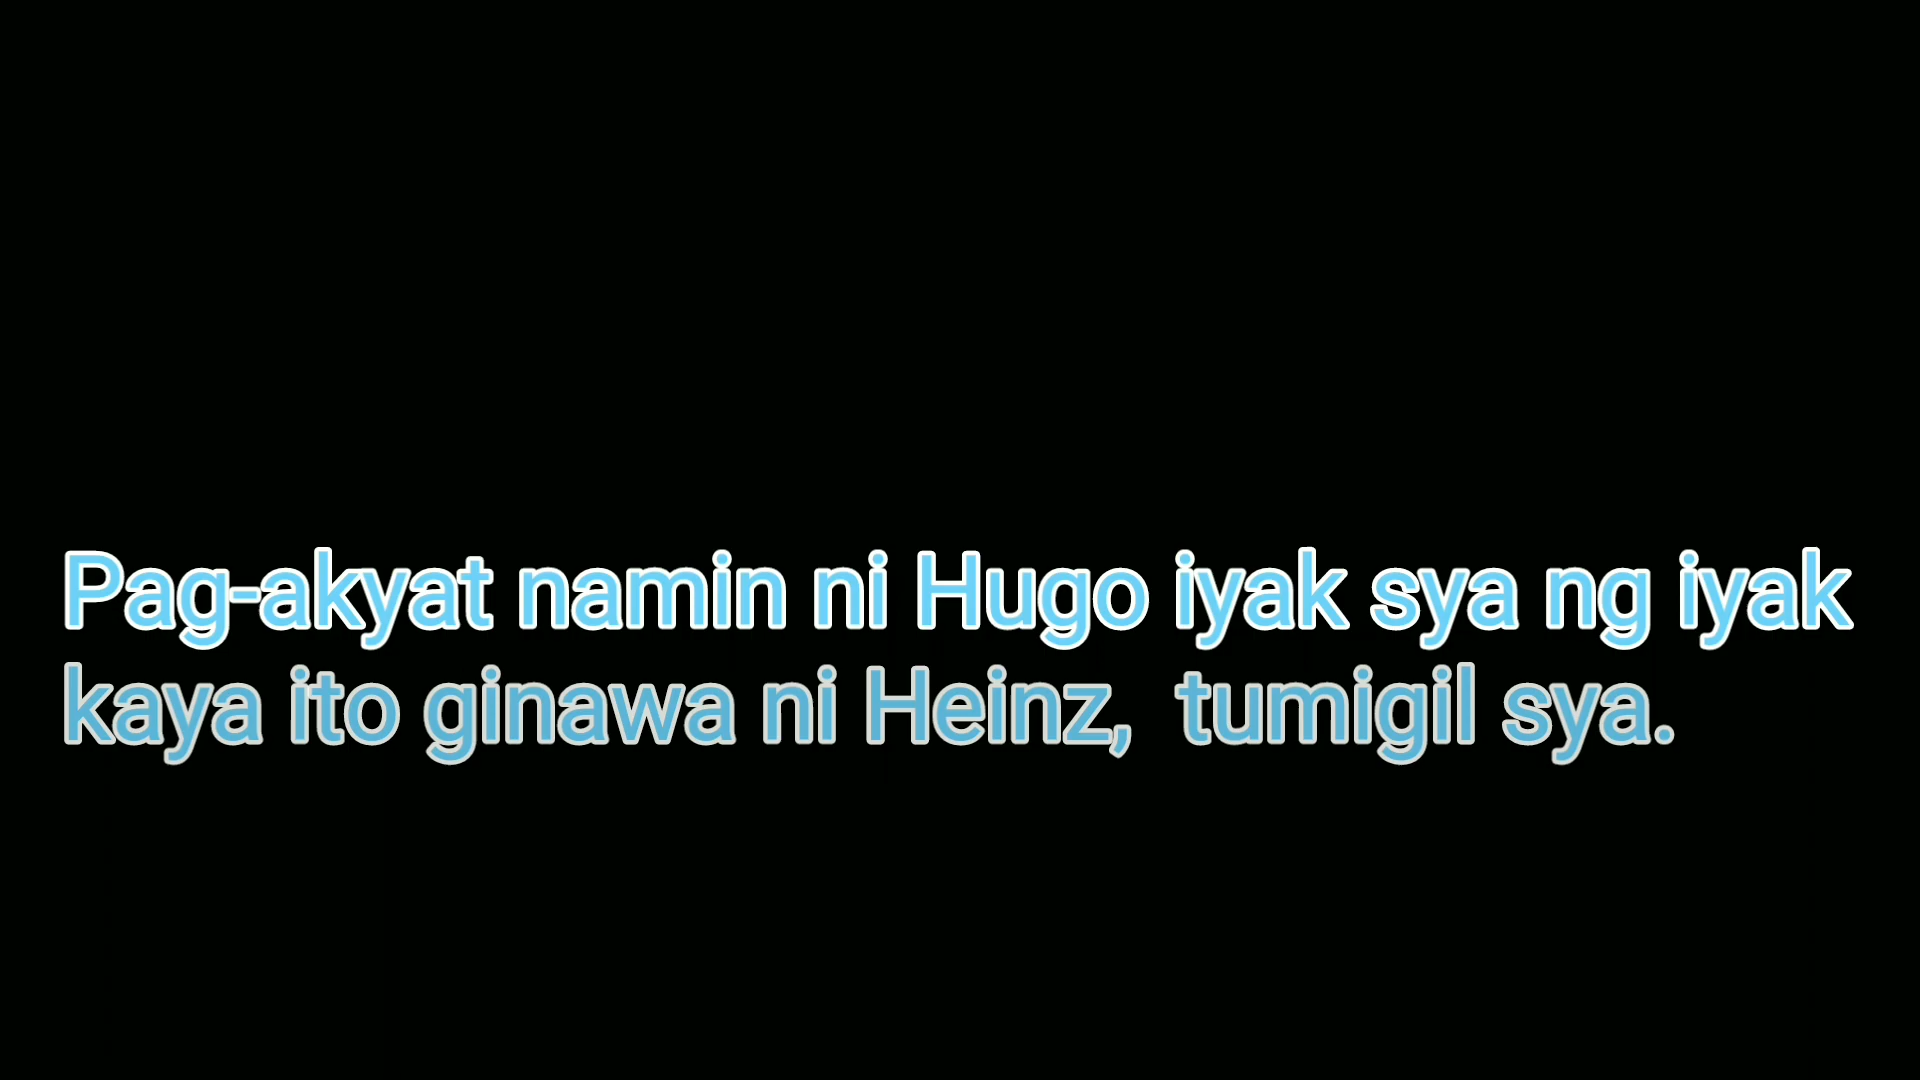 Pag-akyat namin ni Hugo iyak sya ng iyak
kaya ito ginawa ni Heinz,  tumigil sya.